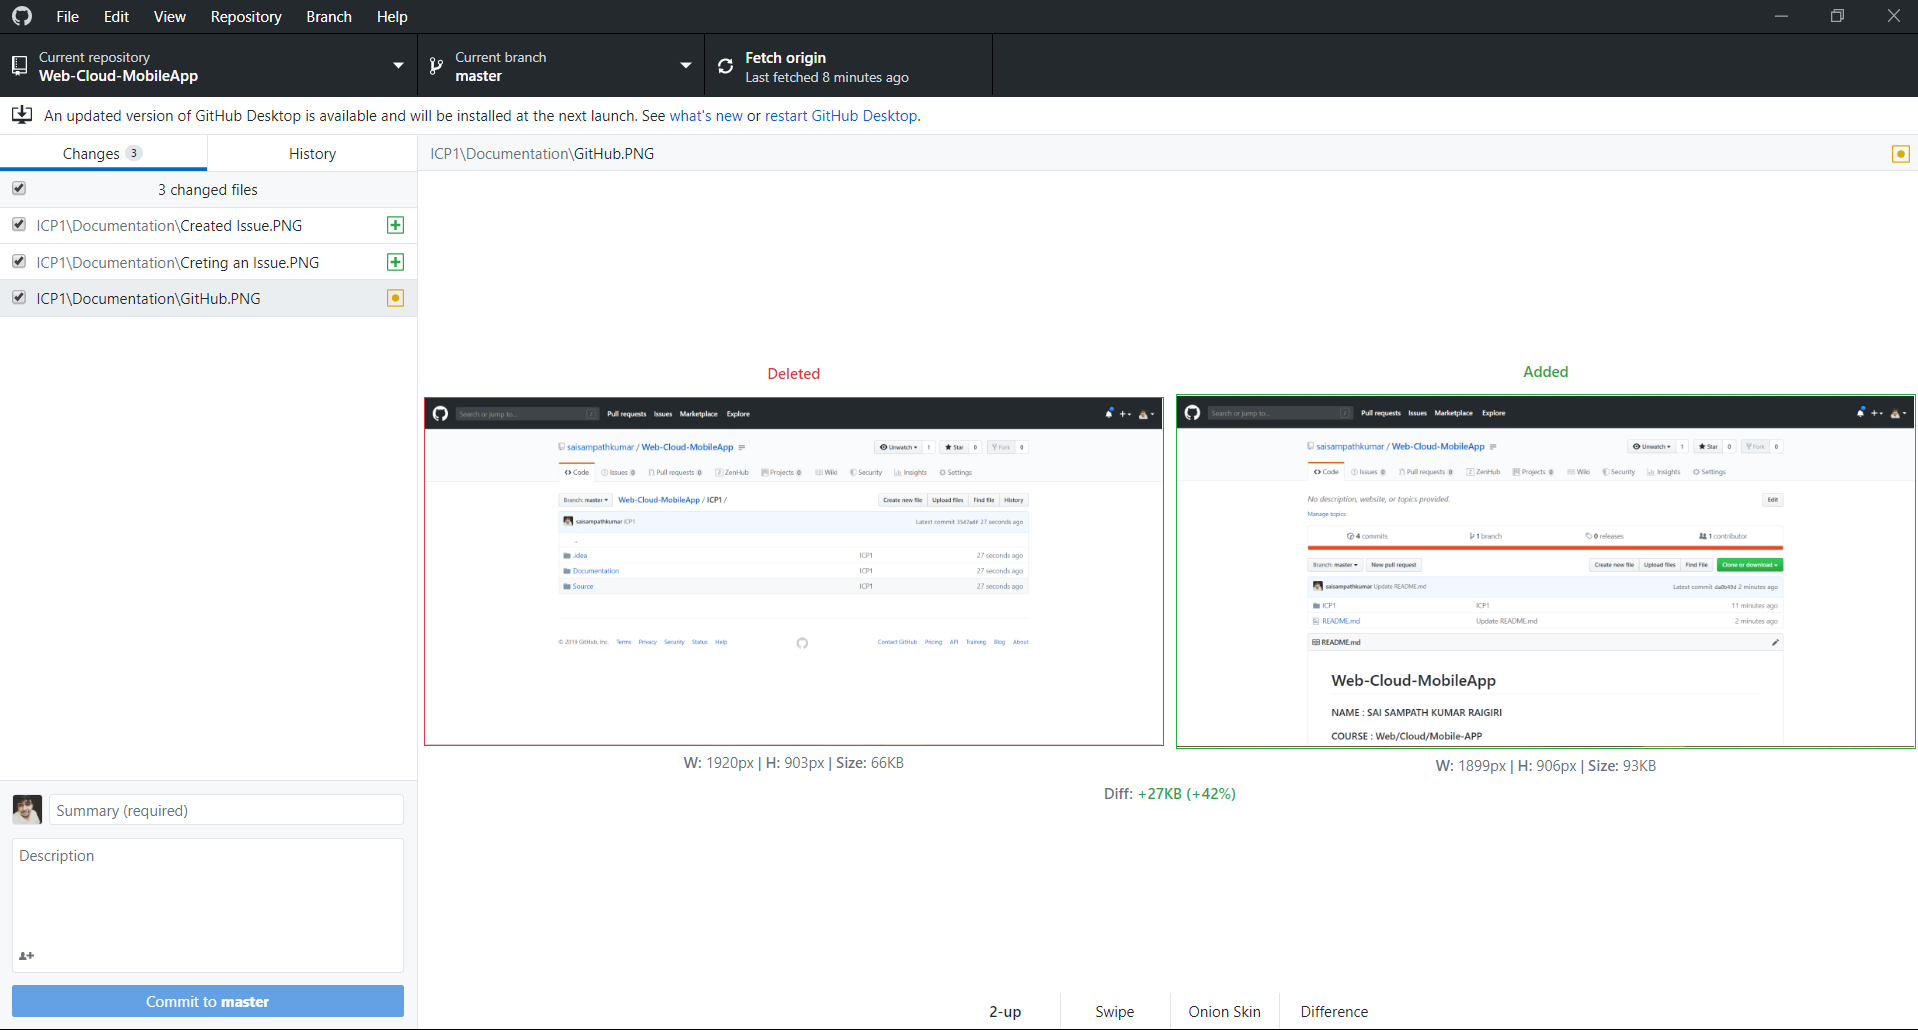 File Edit View Repository Branch Help
Current repository
Web-Cloud-MobileApp
Current branch
master
Fetch origin
Last fetched 8 minutes ago
An updated version of GitHub Desktop is available and will be installed at the next launch. See what's new or restart GitHub Desktop.
Changes 3
History
ICP1\Documentation\GitHub.PNG
3 changed files
ICP1\Documentation\Created Issue.PNG
ICP1\Documentation\Creting an Issue.PNG
ICP1\Documentation\GitHub.PNG
Deleted
Search or jump to... / Pull requests Issues Marketplace Explore
saisampathkumar / Web-Cloud-MobileApp
Unwatch 1 Star 0 Fork 0
Code Issues 0 Pull requests 0 ZenHub Projects 0 Wiki Security Insights Settings
Branch: master Web-Cloud-MobileApp / ICP1 / Create new file Upload files Find file History
saisampathkumar ICP1 Latest commit 27 seconds ago
..
.idea ICP1 27 seconds ago
Documentation ICP1 27 seconds ago
Source ICP1 27 seconds ago
© 2019 GitHub, Inc. Terms Privacy Security Status Help Contact GitHub Pricing API Training Blog About
W: 1920px | H: 903px | Size: 66KB
Added
Search or jump to... / Pull requests Issues Marketplace Explore
saisampathkumar / Web-Cloud-MobileApp
Unwatch 1 Star 0 Fork 0
Code Issues 0 Pull requests 0 ZenHub Projects 0 Wiki Security Insights Settings
No description, website, or topics provided. Edit
Manage topics
4 commits 1 branch 0 releases 1 contributor
Branch: master New pull request Create new file Upload files Find File Clone or download
saisampathkumar Update README.md Latest commit 2 minutes ago
ICP1 ICP1 11 minutes ago
README.md Update README.md 2 minutes ago
README.md
Web-Cloud-MobileApp
NAME : SAI SAMPATH KUMAR RAIGIRI
COURSE : Web/Cloud/Mobile-APP
W: 1899px | H: 906px | Size: 93KB
Diff: +27KB (+42%)
Summary (required)
Description
Commit to master
2-up Swipe Onion Skin Difference